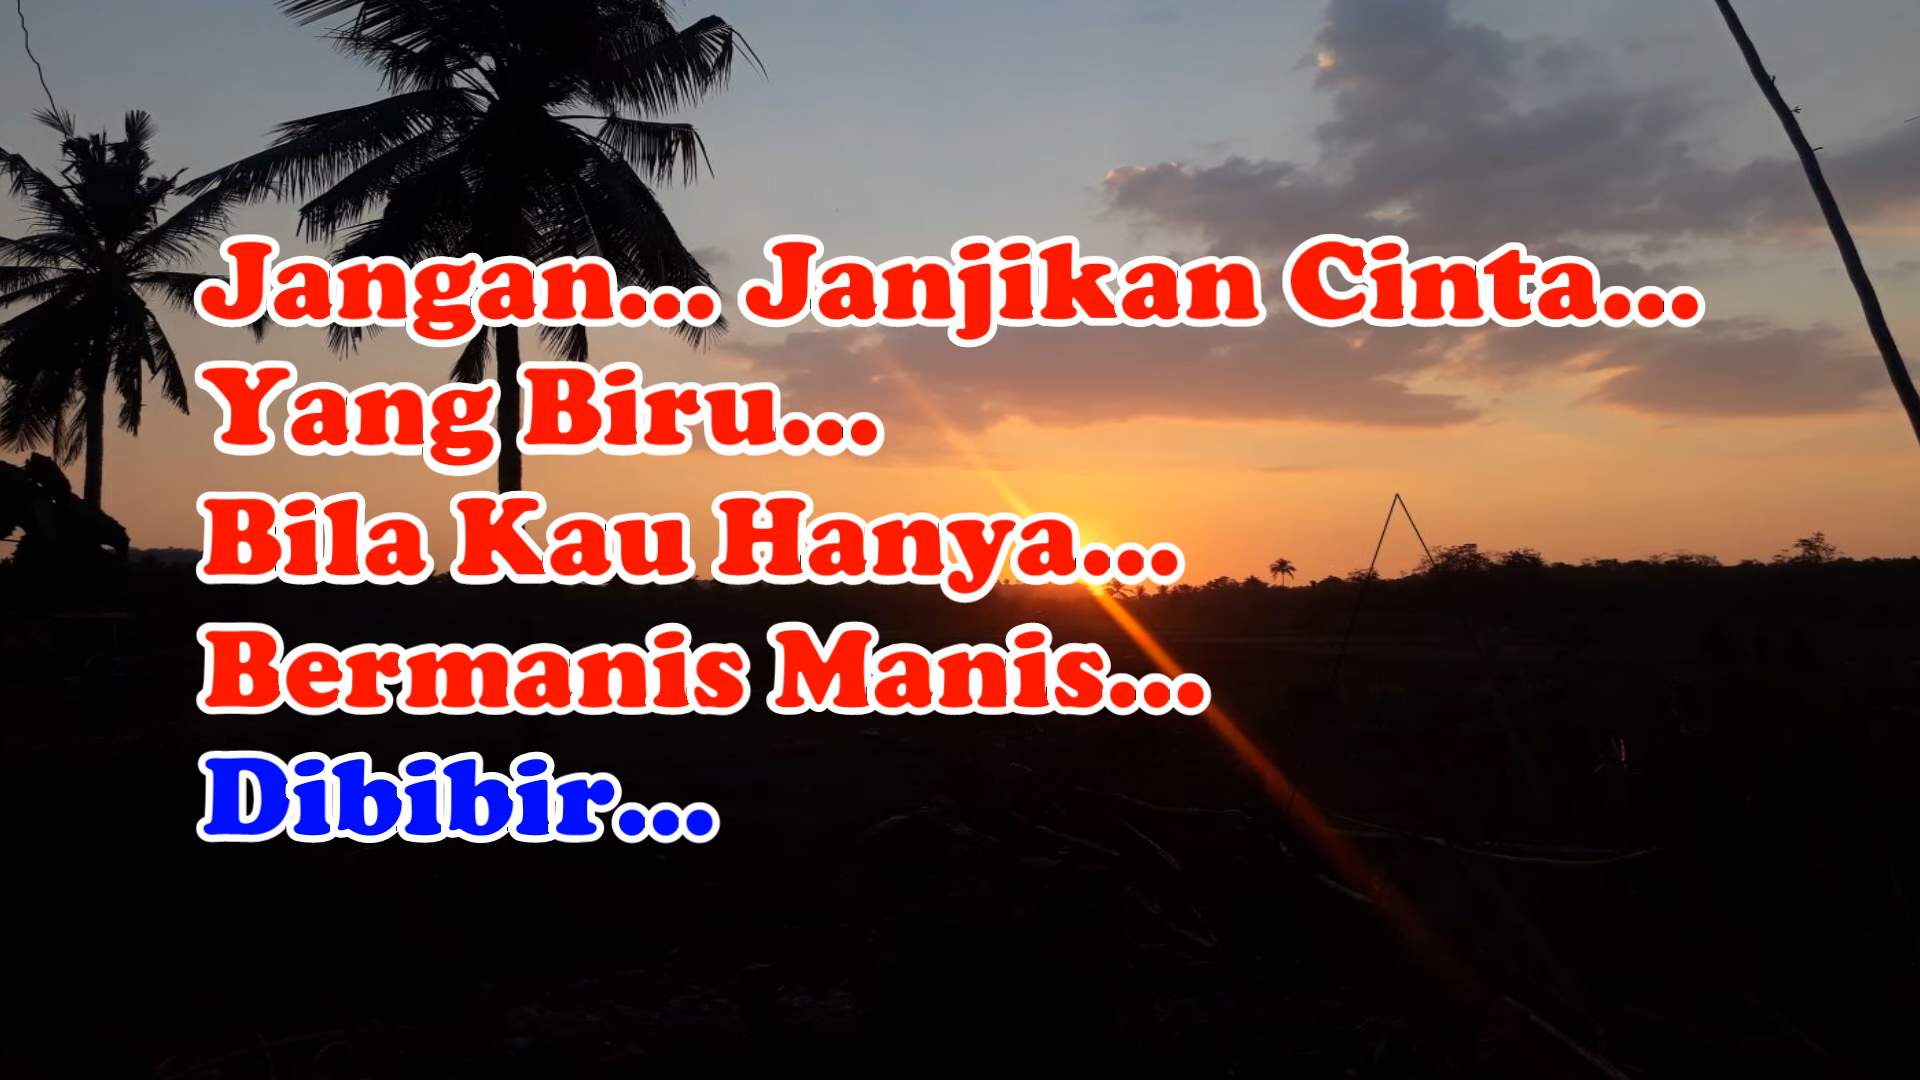 Jangan... Janjikan Cinta...
Yang Biru...
Bila Kau Hanya...
Bermanis Manis...
Dibibir...